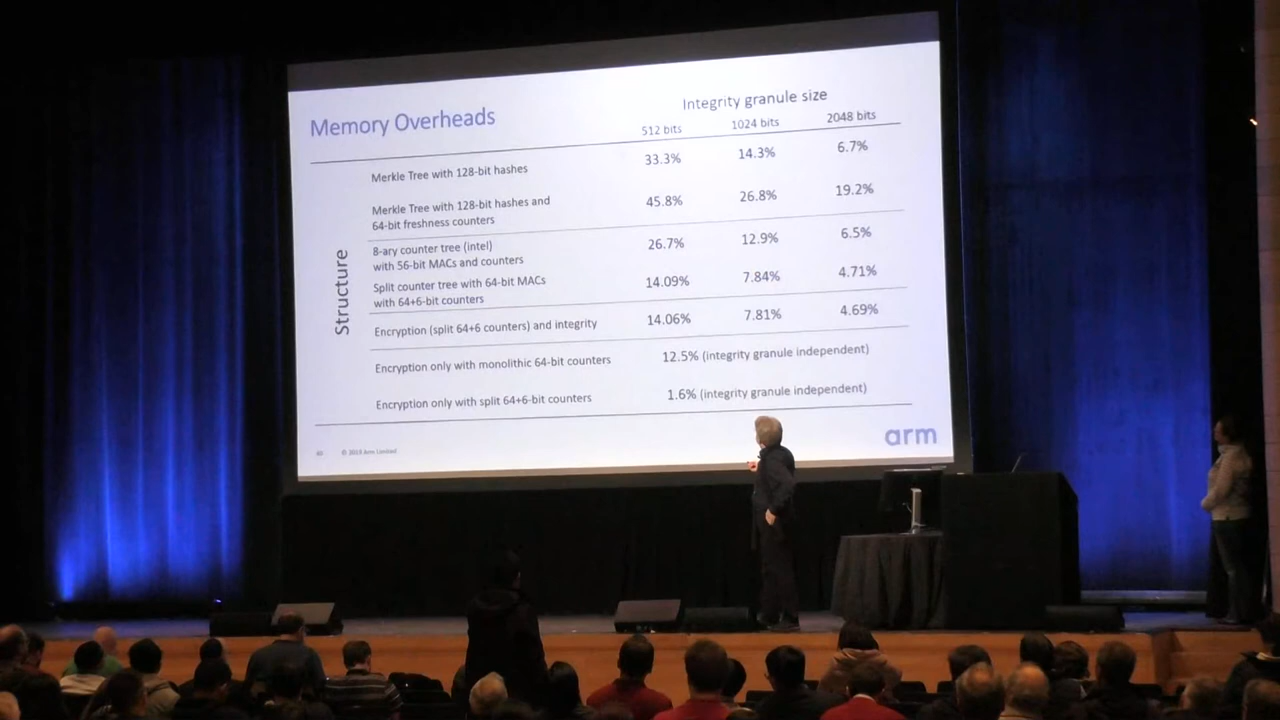 Memory Overheads
Integrity granule size
512 bits 1024 bits 2048 bits
Structure
Merkle Tree with 128-bit hashes 33.3% 14.3% 6.7%
Merkle Tree with 128-bit hashes and
64-bit freshness counters 45.8% 26.8% 19.2%
8-ary counter tree (intel)
with 56-bit MACs and counters 26.7% 12.9% 6.5%
Split counter tree with 64-bit MACs
with 64+6-bit counters 14.09% 7.84% 4.71%
Encryption (split 64+6 counters) and integrity 14.06% 7.81% 4.69%
Encryption only with monolithic 64-bit counters 12.5% (integrity granule independent)
Encryption only with split 64+6-bit counters 1.6% (integrity granule independent)
© Arm Limited
arm